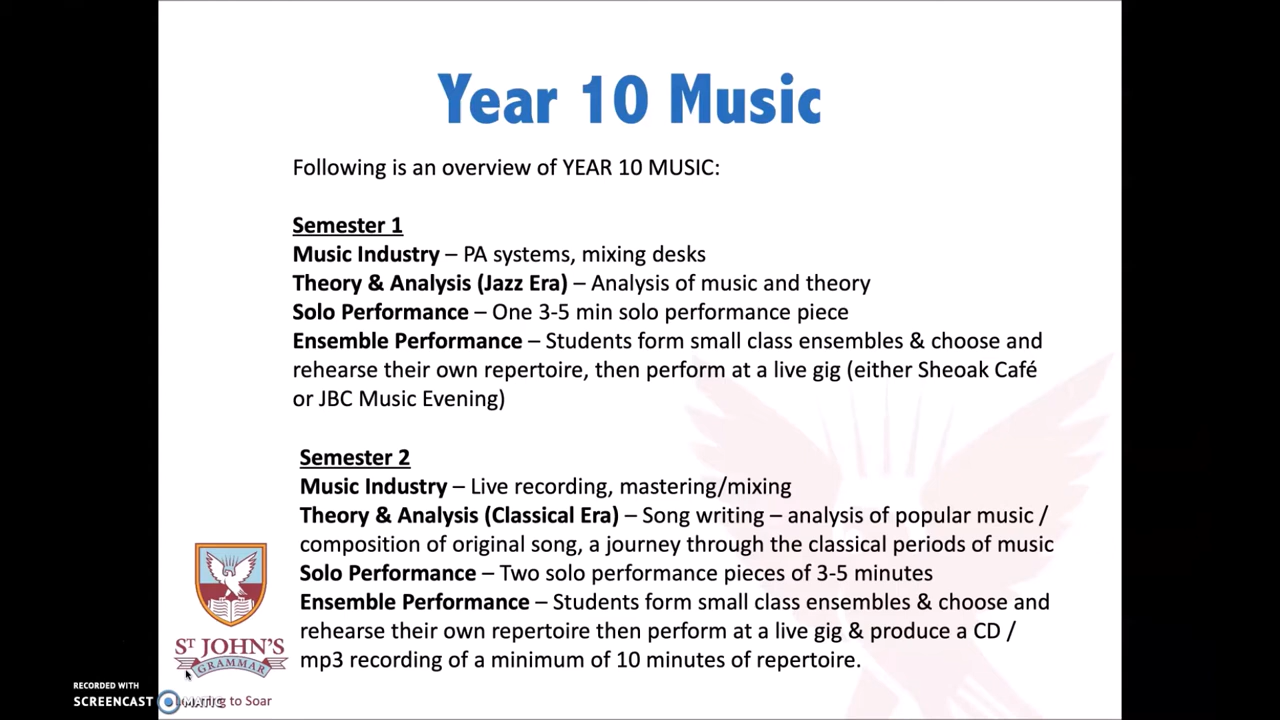 Year 10 Music
Following is an overview of YEAR 10 MUSIC:
Semester 1
Music Industry – PA systems, mixing desks
Theory & Analysis (Jazz Era) – Analysis of music and theory
Solo Performance – One 3-5 min solo performance piece
Ensemble Performance – Students form small class ensembles & choose and
rehearse their own repertoire, then perform at a live gig (either Sheoak Café
or JBC Music Evening)
Semester 2
Music Industry – Live recording, mastering/mixing
Theory & Analysis (Classical Era) – Song writing – analysis of popular music /
composition of original song, a journey through the classical periods of music
Solo Performance – Two solo performance pieces of 3-5 minutes
Ensemble Performance – Students form small class ensembles & choose and
rehearse their own repertoire then perform at a live gig & produce a CD /
mp3 recording of a minimum of 10 minutes of repertoire.
ST JOHN'S
GRAMMAR
to Soar
RECORDED WITH
SCREENCAST MATIC